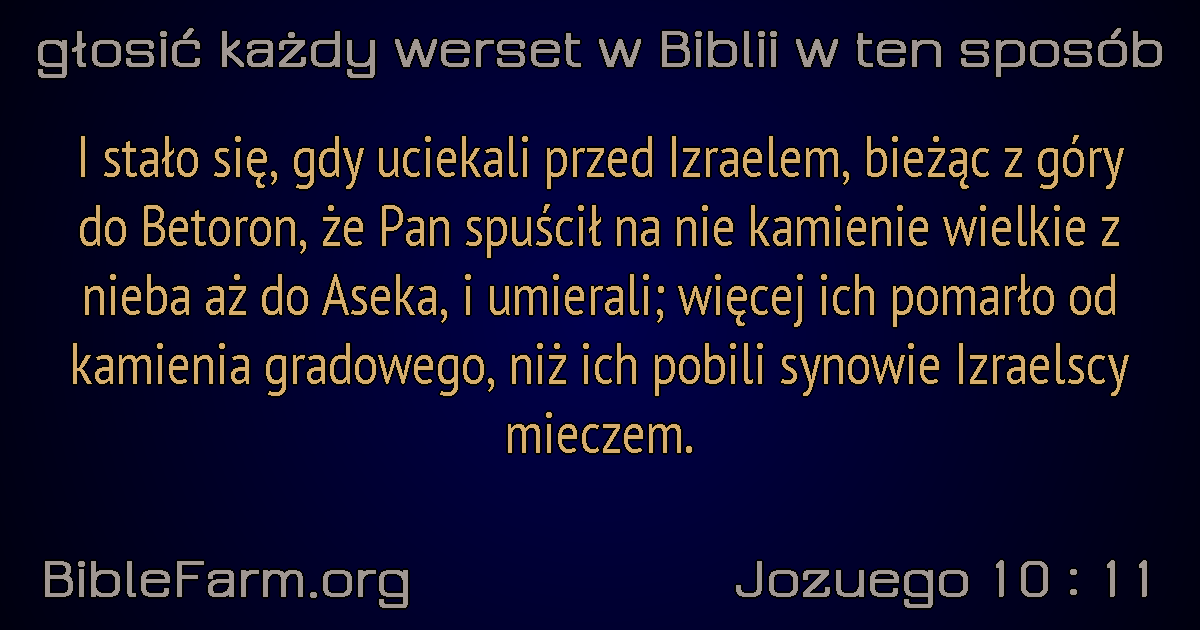 głosić każdy werset w Biblii w ten sposób
I stało się, gdy uciekali przed Izraelem, bieżąc z góry
do Betoron, że Pan spuścił na nie kamienie wielkie z
nieba aż do Aseka, i umierali; więcej ich pomarło od
kamienia gradowego, niż ich pobili synowie Izraelscy
mieczem.
BibleFarm.org
Jozuego 10 : 11